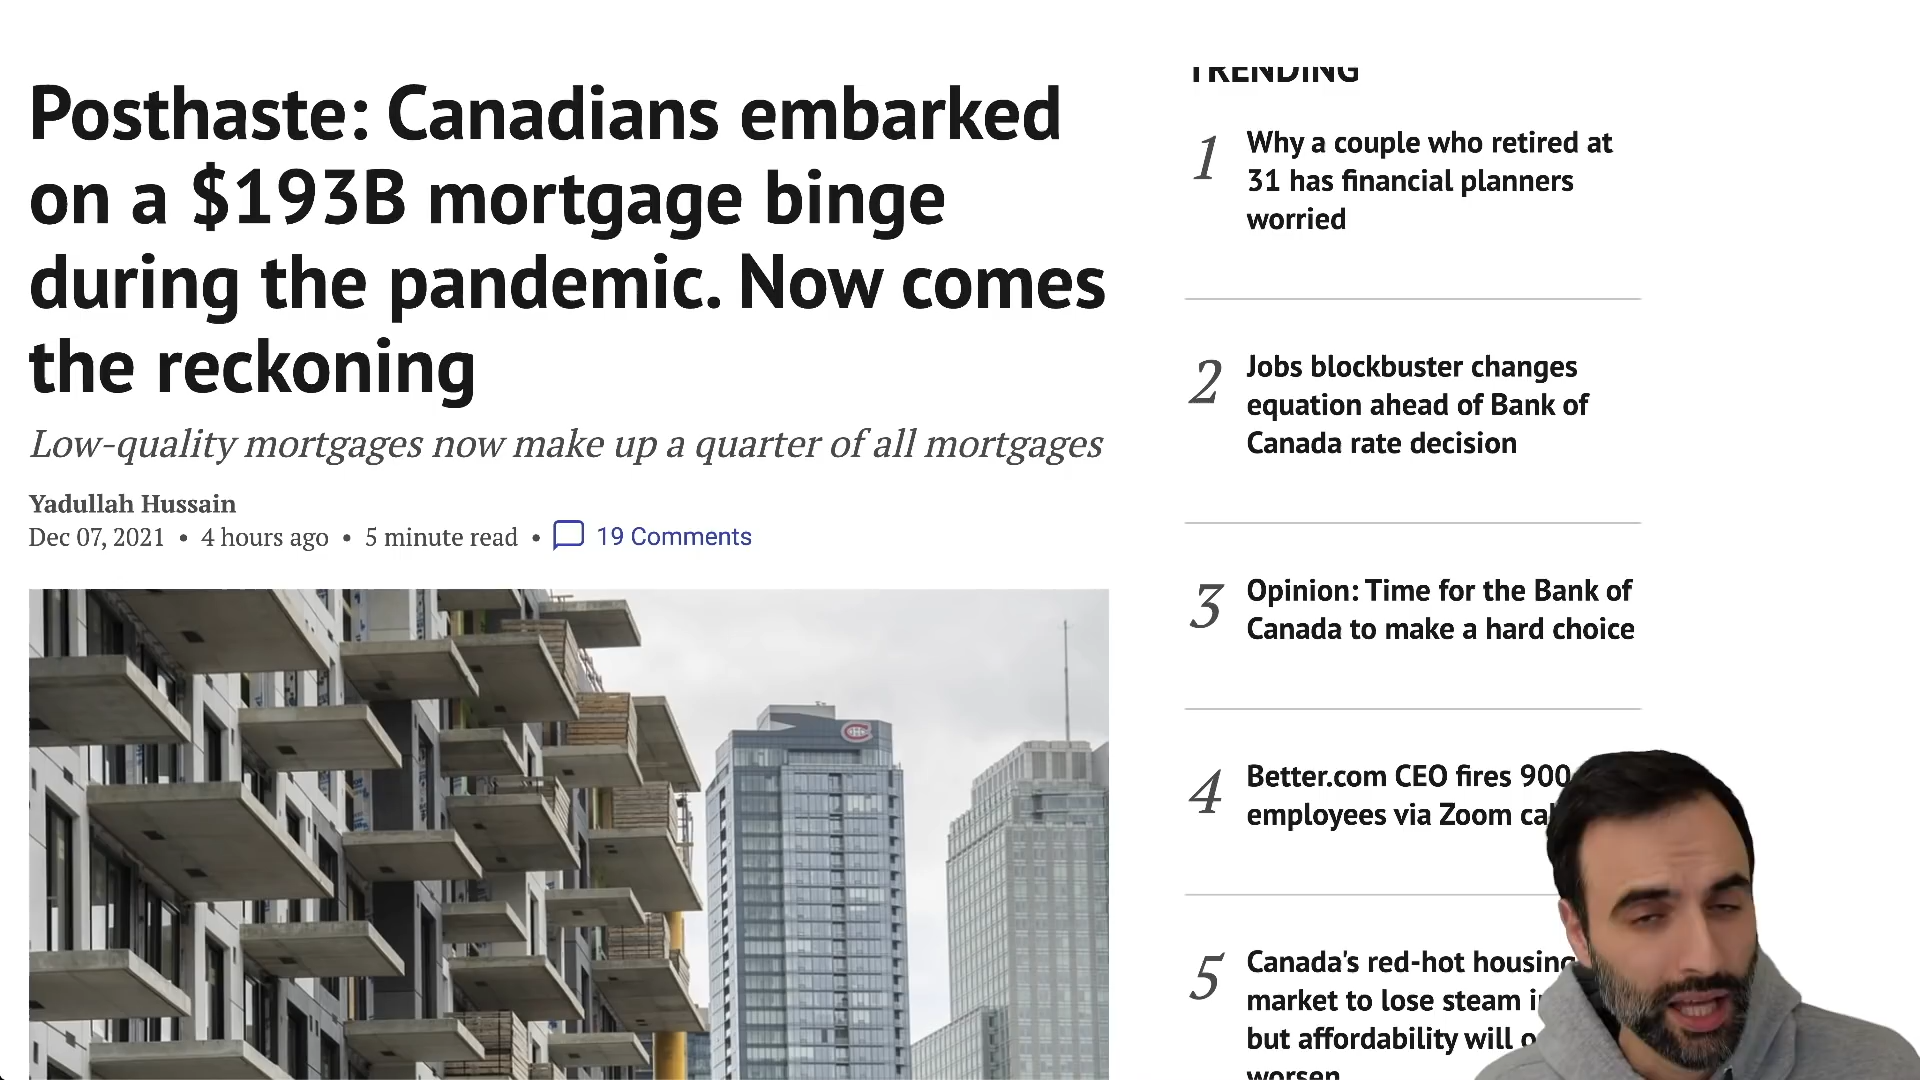 Posthaste: Canadians embarked
on a $193B mortgage binge
during the pandemic. Now comes
the reckoning
Low-quality mortgages now make up a quarter of all mortgages
Yadullah Hussain
Dec 07, 2021 • 4 hours ago • 5 minute read • 19 Comments
TRENDING
1 Why a couple who retired at
31 has financial planners
worried
2 Jobs blockbuster changes
equation ahead of Bank of
Canada rate decision
3 Opinion: Time for the Bank of
Canada to make a hard choice
4 Better.com CEO fires 900
employees via Zoom
5 Canada's red-hot housing
market to lose steam
but affordability will
worsen